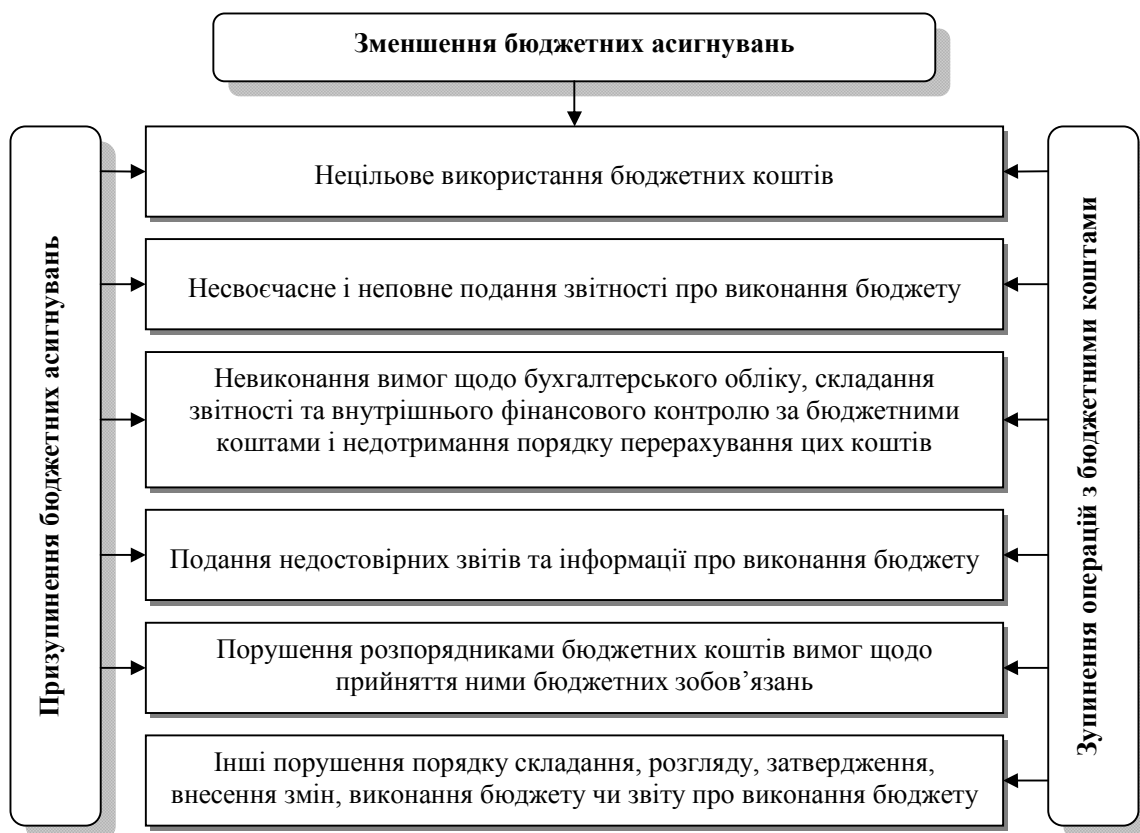 Зменшення бюджетних асигнувань
Призупинення бюджетних асигнувань
Нецільове використання бюджетних коштів
Несвоєчасне і неповне подання звітності про виконання бюджету
Невиконання вимог щодо бухгалтерського обліку, складання
звітності та внутрішнього фінансового контролю за бюджетними
коштами і недотримання порядку перерахування цих коштів
Подання недостовірних звітів та інформації про виконання бюджету
Порушення розпорядниками бюджетних коштів вимог щодо
прийняття ними бюджетних зобов’язань
Інші порушення порядку складання, розгляду, затвердження,
внесення змін, виконання бюджету чи звіту про виконання бюджету
Зупинення операцій з бюджетними коштами